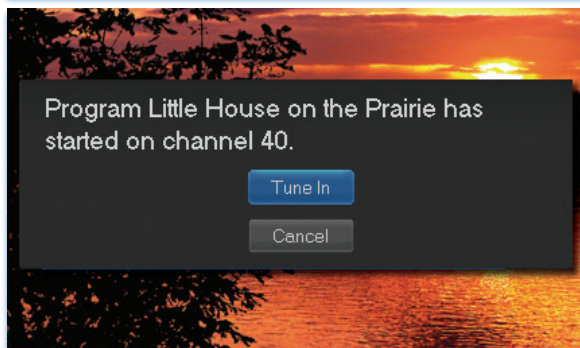 Program Little House on the Prairie has
started on channel 40.
Tune In
Cancel